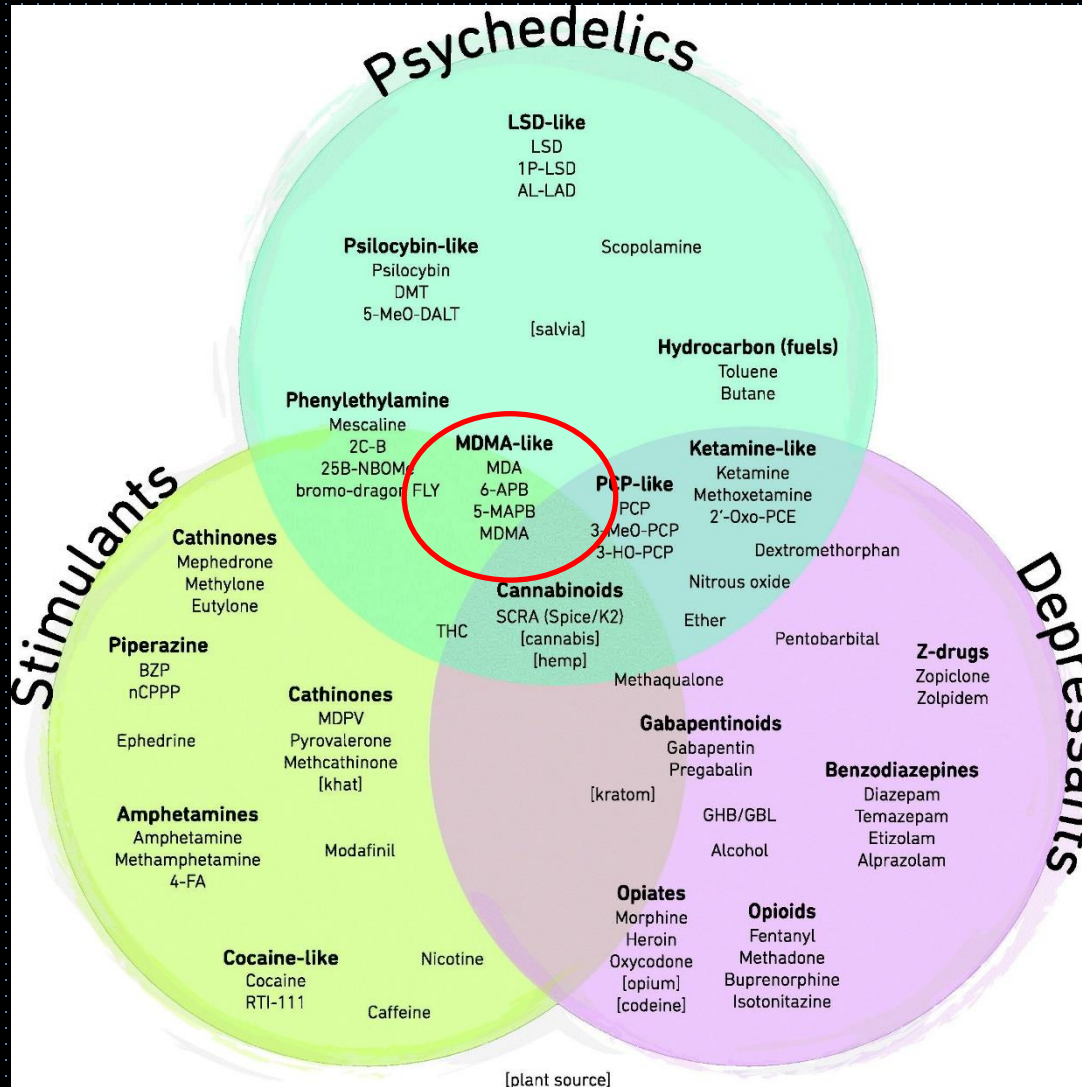 Psychedelics
LSD-like
LSD
1P-LSD
AL-LAD
Psilocybin-like
Psilocybin
DMT
5-MeO-DALT
Scopolamine
[salvia]
Hydrocarbon (fuels)
Toluene
Butane
Phenylethylamine
Mescaline
2C-B
25B-NBOMe
bromo-dragon FLY
MDMA-like
MDA
6-APB
5-MAPB
MDMA
PCP-like
PCP
3-MeO-PCP
3-HO-PCP
Ketamine-like
Ketamine
Methoxetamine
2'-Oxo-PCE
Dextromethorphan
Nitrous oxide
Ether
Cannabinoids
SCRA (Spice/K2)
[cannabis]
[hemp]
THC
Stimulants
Cathinones
Mephedrone
Methylone
Eutylone
Piperazine
BZP
nCPPP
Ephedrine
Cathinones
MDPV
Pyrovalerone
Methcathinone
[khat]
Amphetamines
Amphetamine
Methamphetamine
4-FA
Modafinil
Cocaine-like
Cocaine
RTI-111
Nicotine
Caffeine
Depressants
Pentobarbital
Z-drugs
Zopiclone
Zolpidem
Methaqualone
Gabapentinoids
Gabapentin
Pregabalin
[kratom]
Benzodiazepines
Diazepam
Temazepam
Etizolam
Alprazolam
GHB/GBL
Alcohol
Opiates
Morphine
Heroin
Oxycodone
[opium]
[codeine]
Opioids
Fentanyl
Methadone
Buprenorphine
Isotonitazine
[plant source]